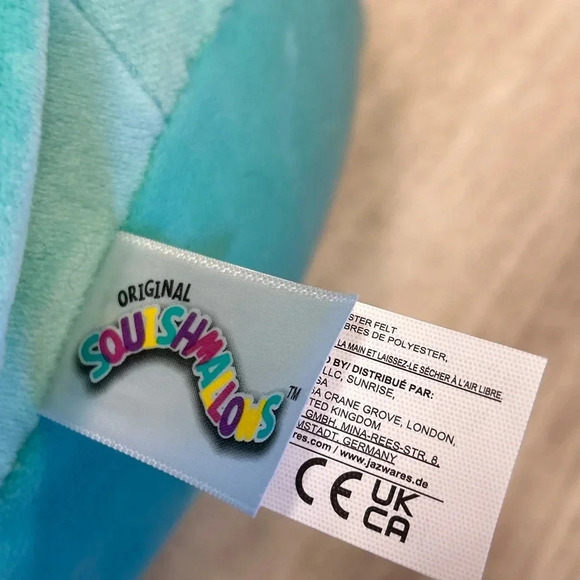 ORIGINAL
SQUISHMALLOWS™
STER FELT
BRES DE POLYESTER.
LA MAIN ET LAISSEZ-LE SÉCHER À L'AIR LIBRE.
D BY/ DISTRIBUÉ PAR:
LLC, SUNRISE,
SA
A CRANE GROVE, LONDON,
TED KINGDOM
GMBH, MINA-REES-STR. 8,
MSTADT, GERMANY
res.com / www.jazwares.de
CE UK
CA